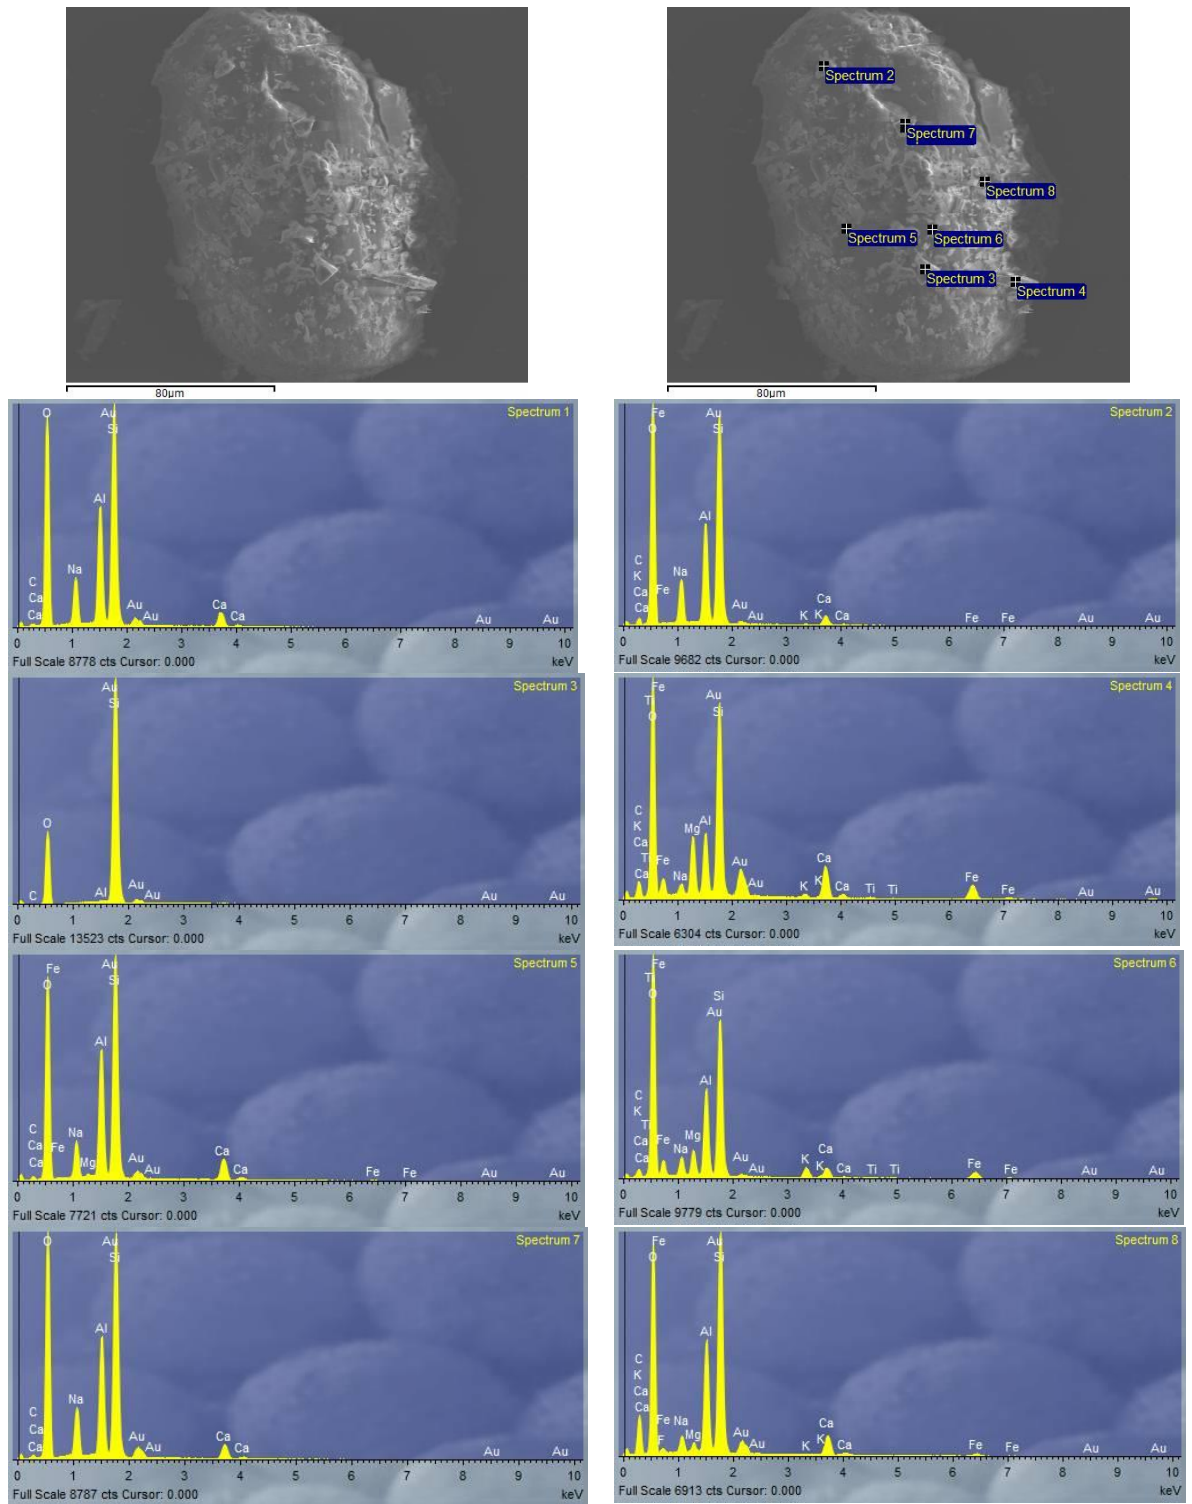 Spectrum 2
Spectrum 7
Spectrum 8
Spectrum 5
Spectrum 6
Spectrum 3
Spectrum 4
80µm
80µm
Spectrum 1
O
Au
Si
Al
C
Ca
Ca
Na
Au
Au
Ca
Ca
Au
Au
0 1 2 3 4 5 6 7 8 9 10
Full Scale 8778 cts Cursor: 0.000
keV
Spectrum 2
Fe
O
Au
Si
Al
C
K
Ca
Ca
Fe
Na
Au
Au
K
K
Ca
Ca
Fe
Fe
Au
Au
0 1 2 3 4 5 6 7 8 9 10
Full Scale 9682 cts Cursor: 0.000
keV
Spectrum 3
Au
Si
O
C
Al
Au
Au
Au
Au
0 1 2 3 4 5 6 7 8 9 10
Full Scale 13523 cts Cursor: 0.000
keV
Spectrum 4
Fe
Ti
O
Au
Si
C
K
Ca
Ti
Ca
Fe
Na
Mg
Al
Au
Au
K
K
Ca
Ca
Ti
Ti
Fe
Fe
Au
Au
0 1 2 3 4 5 6 7 8 9 10
Full Scale 6304 cts Cursor: 0.000
keV
Spectrum 5
Fe
O
Au
Si
Al
C
Ca
Ca
Fe
Na
Mg
Au
Au
Ca
Ca
Fe
Fe
Au
Au
0 1 2 3 4 5 6 7 8 9 10
Full Scale 7721 cts Cursor: 0.000
keV
Spectrum 6
Fe
Ti
O
Si
Au
Al
C
K
Ti
Ca
Ca
Fe
Na
Mg
Au
Au
K
K
Ca
Ca
Ti
Ti
Fe
Fe
Au
Au
0 1 2 3 4 5 6 7 8 9 10
Full Scale 9779 cts Cursor: 0.000
keV
Spectrum 7
O
Au
Si
Al
C
Ca
Ca
Na
Au
Au
Ca
Ca
Au
Au
0 1 2 3 4 5 6 7 8 9 10
Full Scale 8787 cts Cursor: 0.000
keV
Spectrum 8
Fe
O
Au
Si
Al
C
K
Ca
Ca
Fe
F
Na
Mg
Au
Au
K
K
Ca
Ca
Fe
Fe
Au
Au
0 1 2 3 4 5 6 7 8 9 10
Full Scale 6913 cts Cursor: 0.000
keV